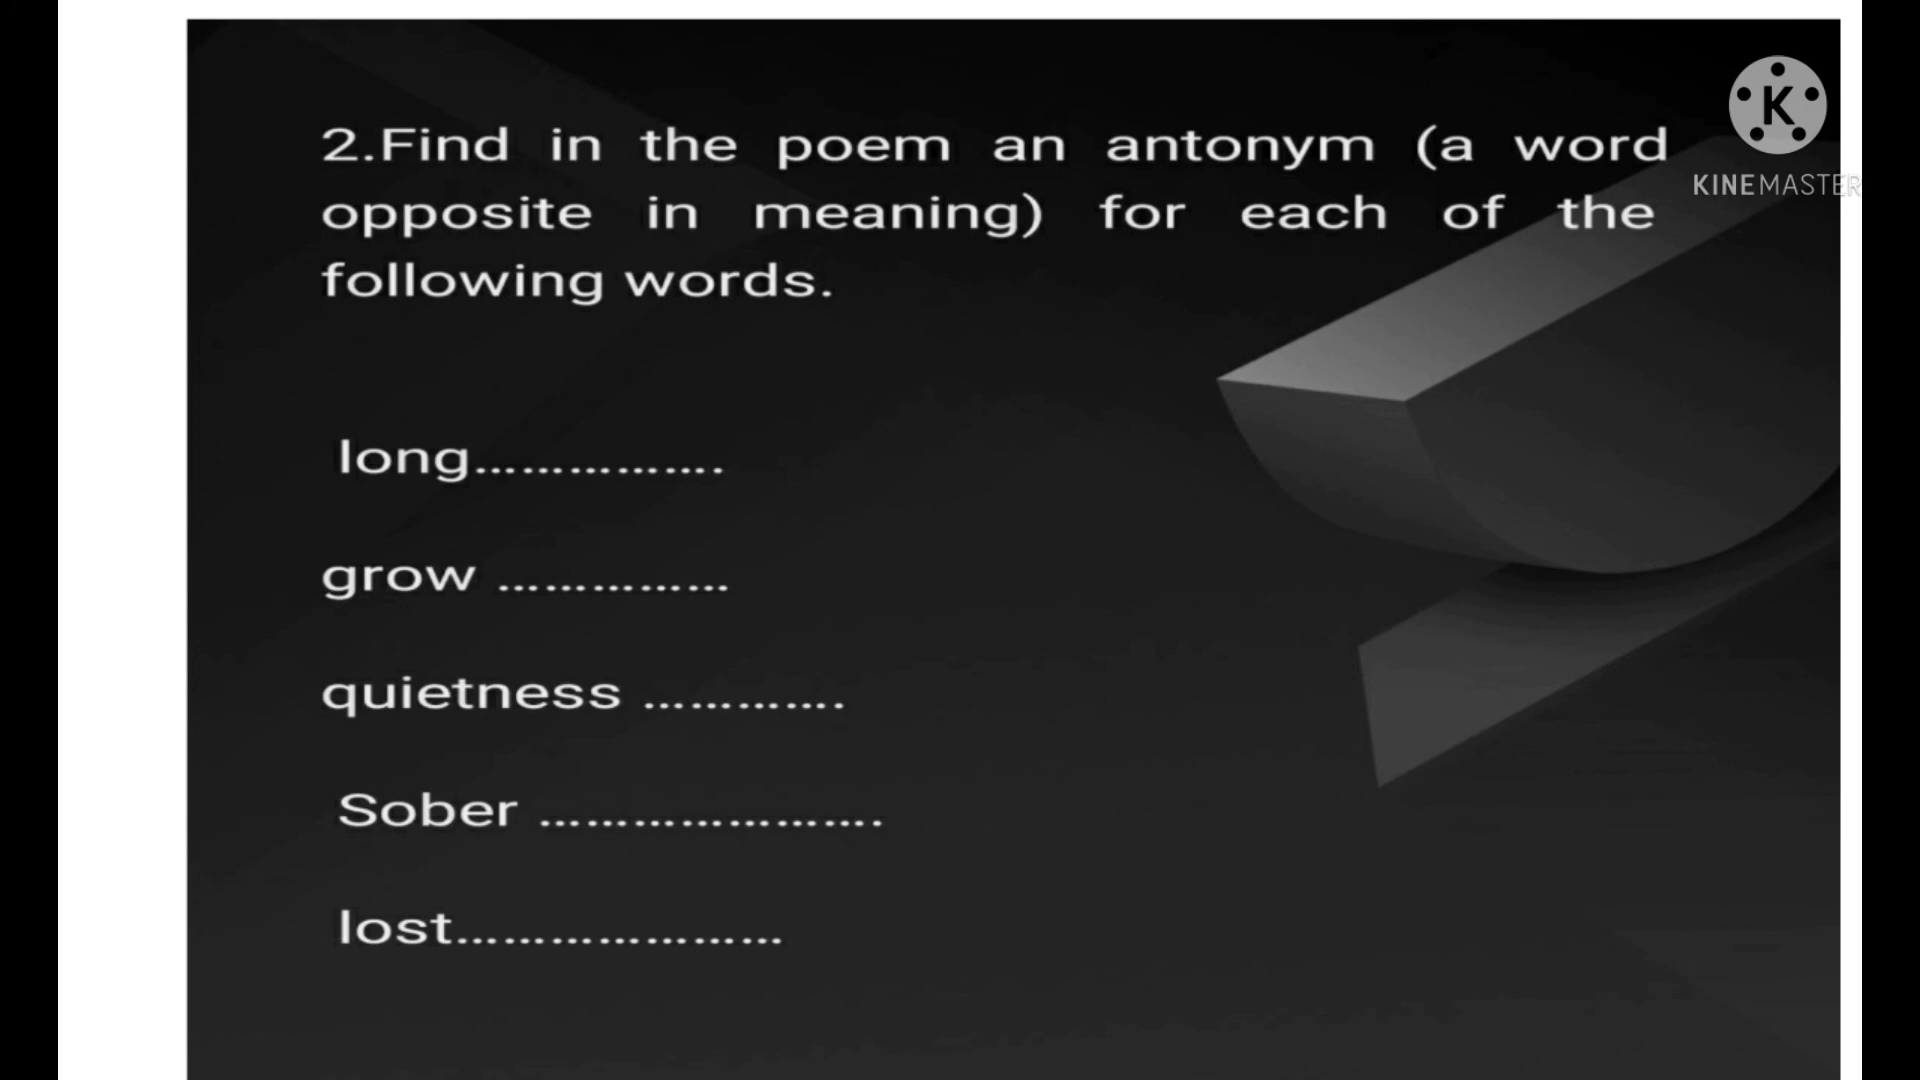 2.Find in the poem an antonym (a word
opposite in meaning) for each of the
following words.
long................
grow ...............
quietness .............
Sober ......................
lost.....................
K
KINEMASTER